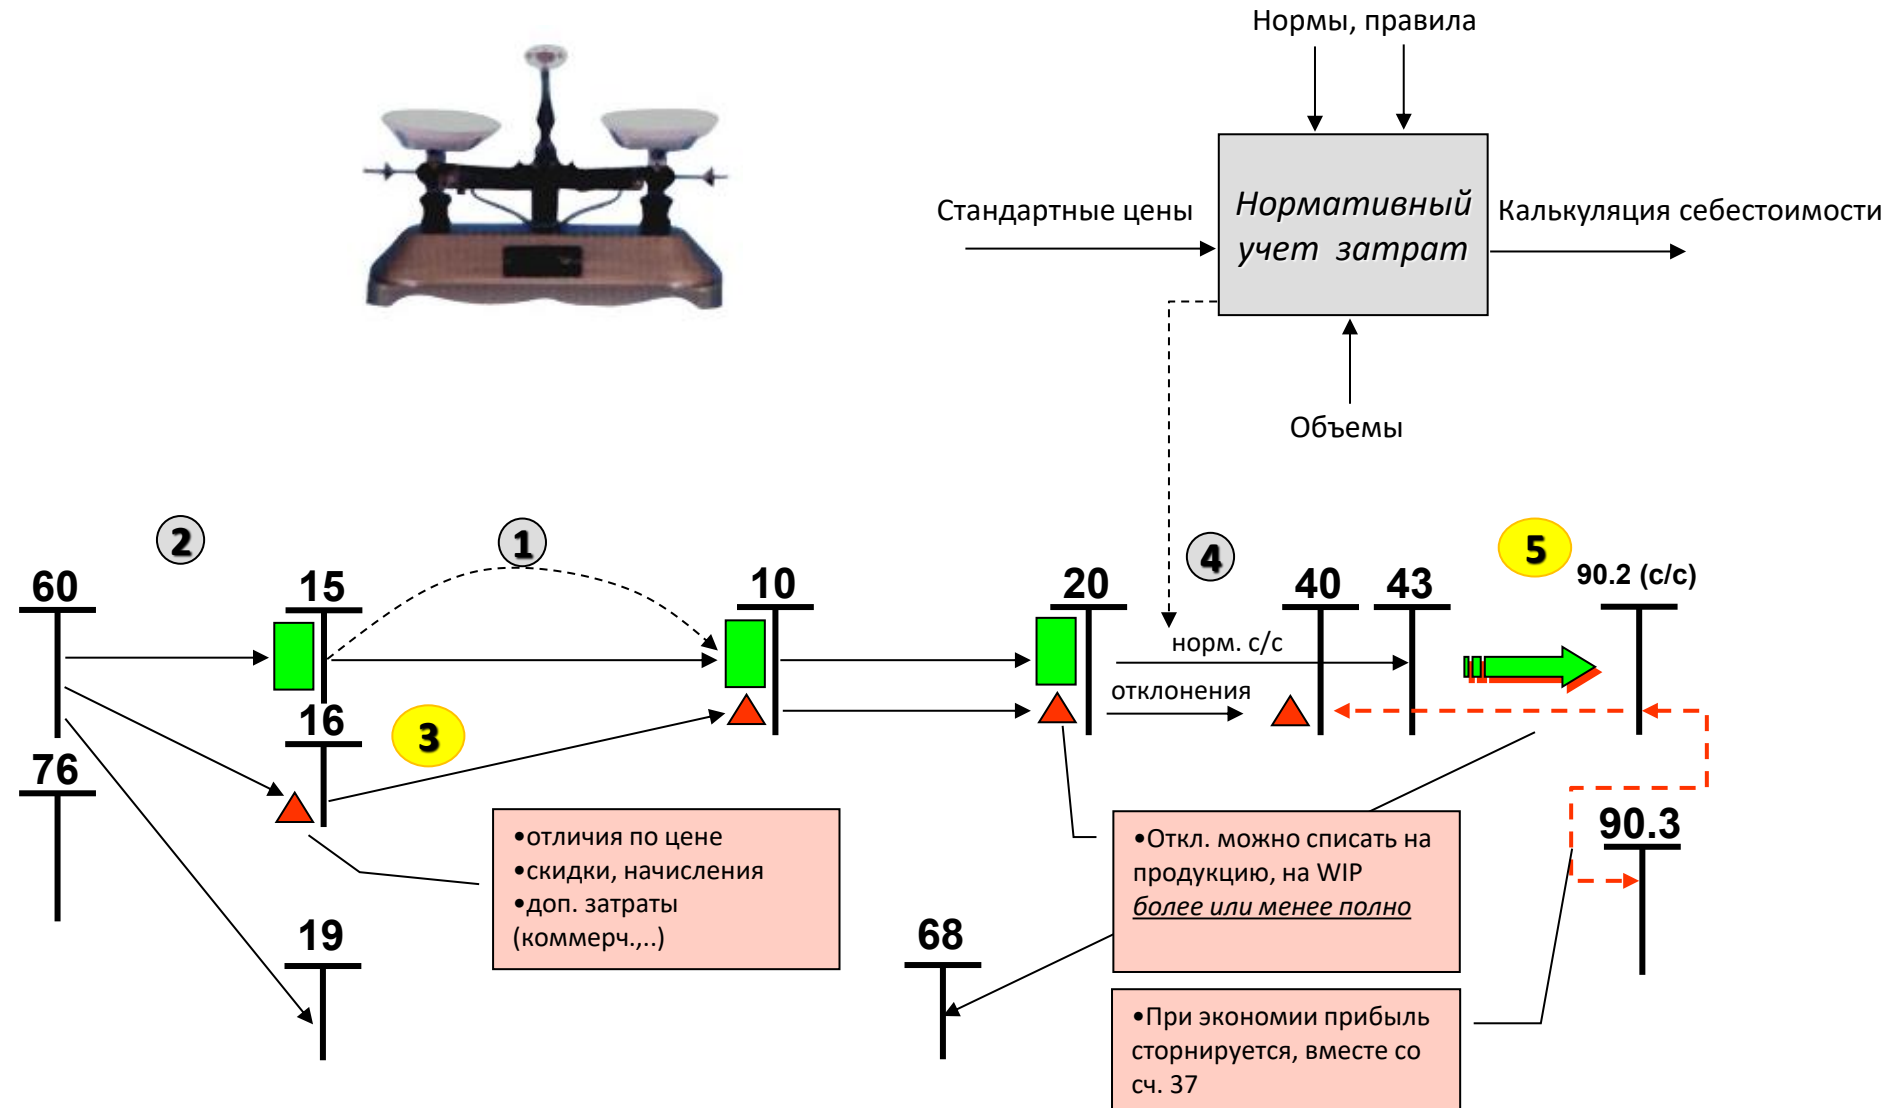 Нормы, правила
Стандартные цены
Нормативный
учет затрат
Калькуляция себестоимости
Объемы
2
1
4
5
60
15
10
20
40
43
90.2 (с/с)
норм. с/с
отклонения
16
3
76
•отличия по цене
•скидки, начисления
•доп. затраты
(коммерч.,..)
•Откл. можно списать на
продукцию, на WIP
более или менее полно
90.3
19
68
•При экономии прибыль
сторнируется, вместе со
сч. 37